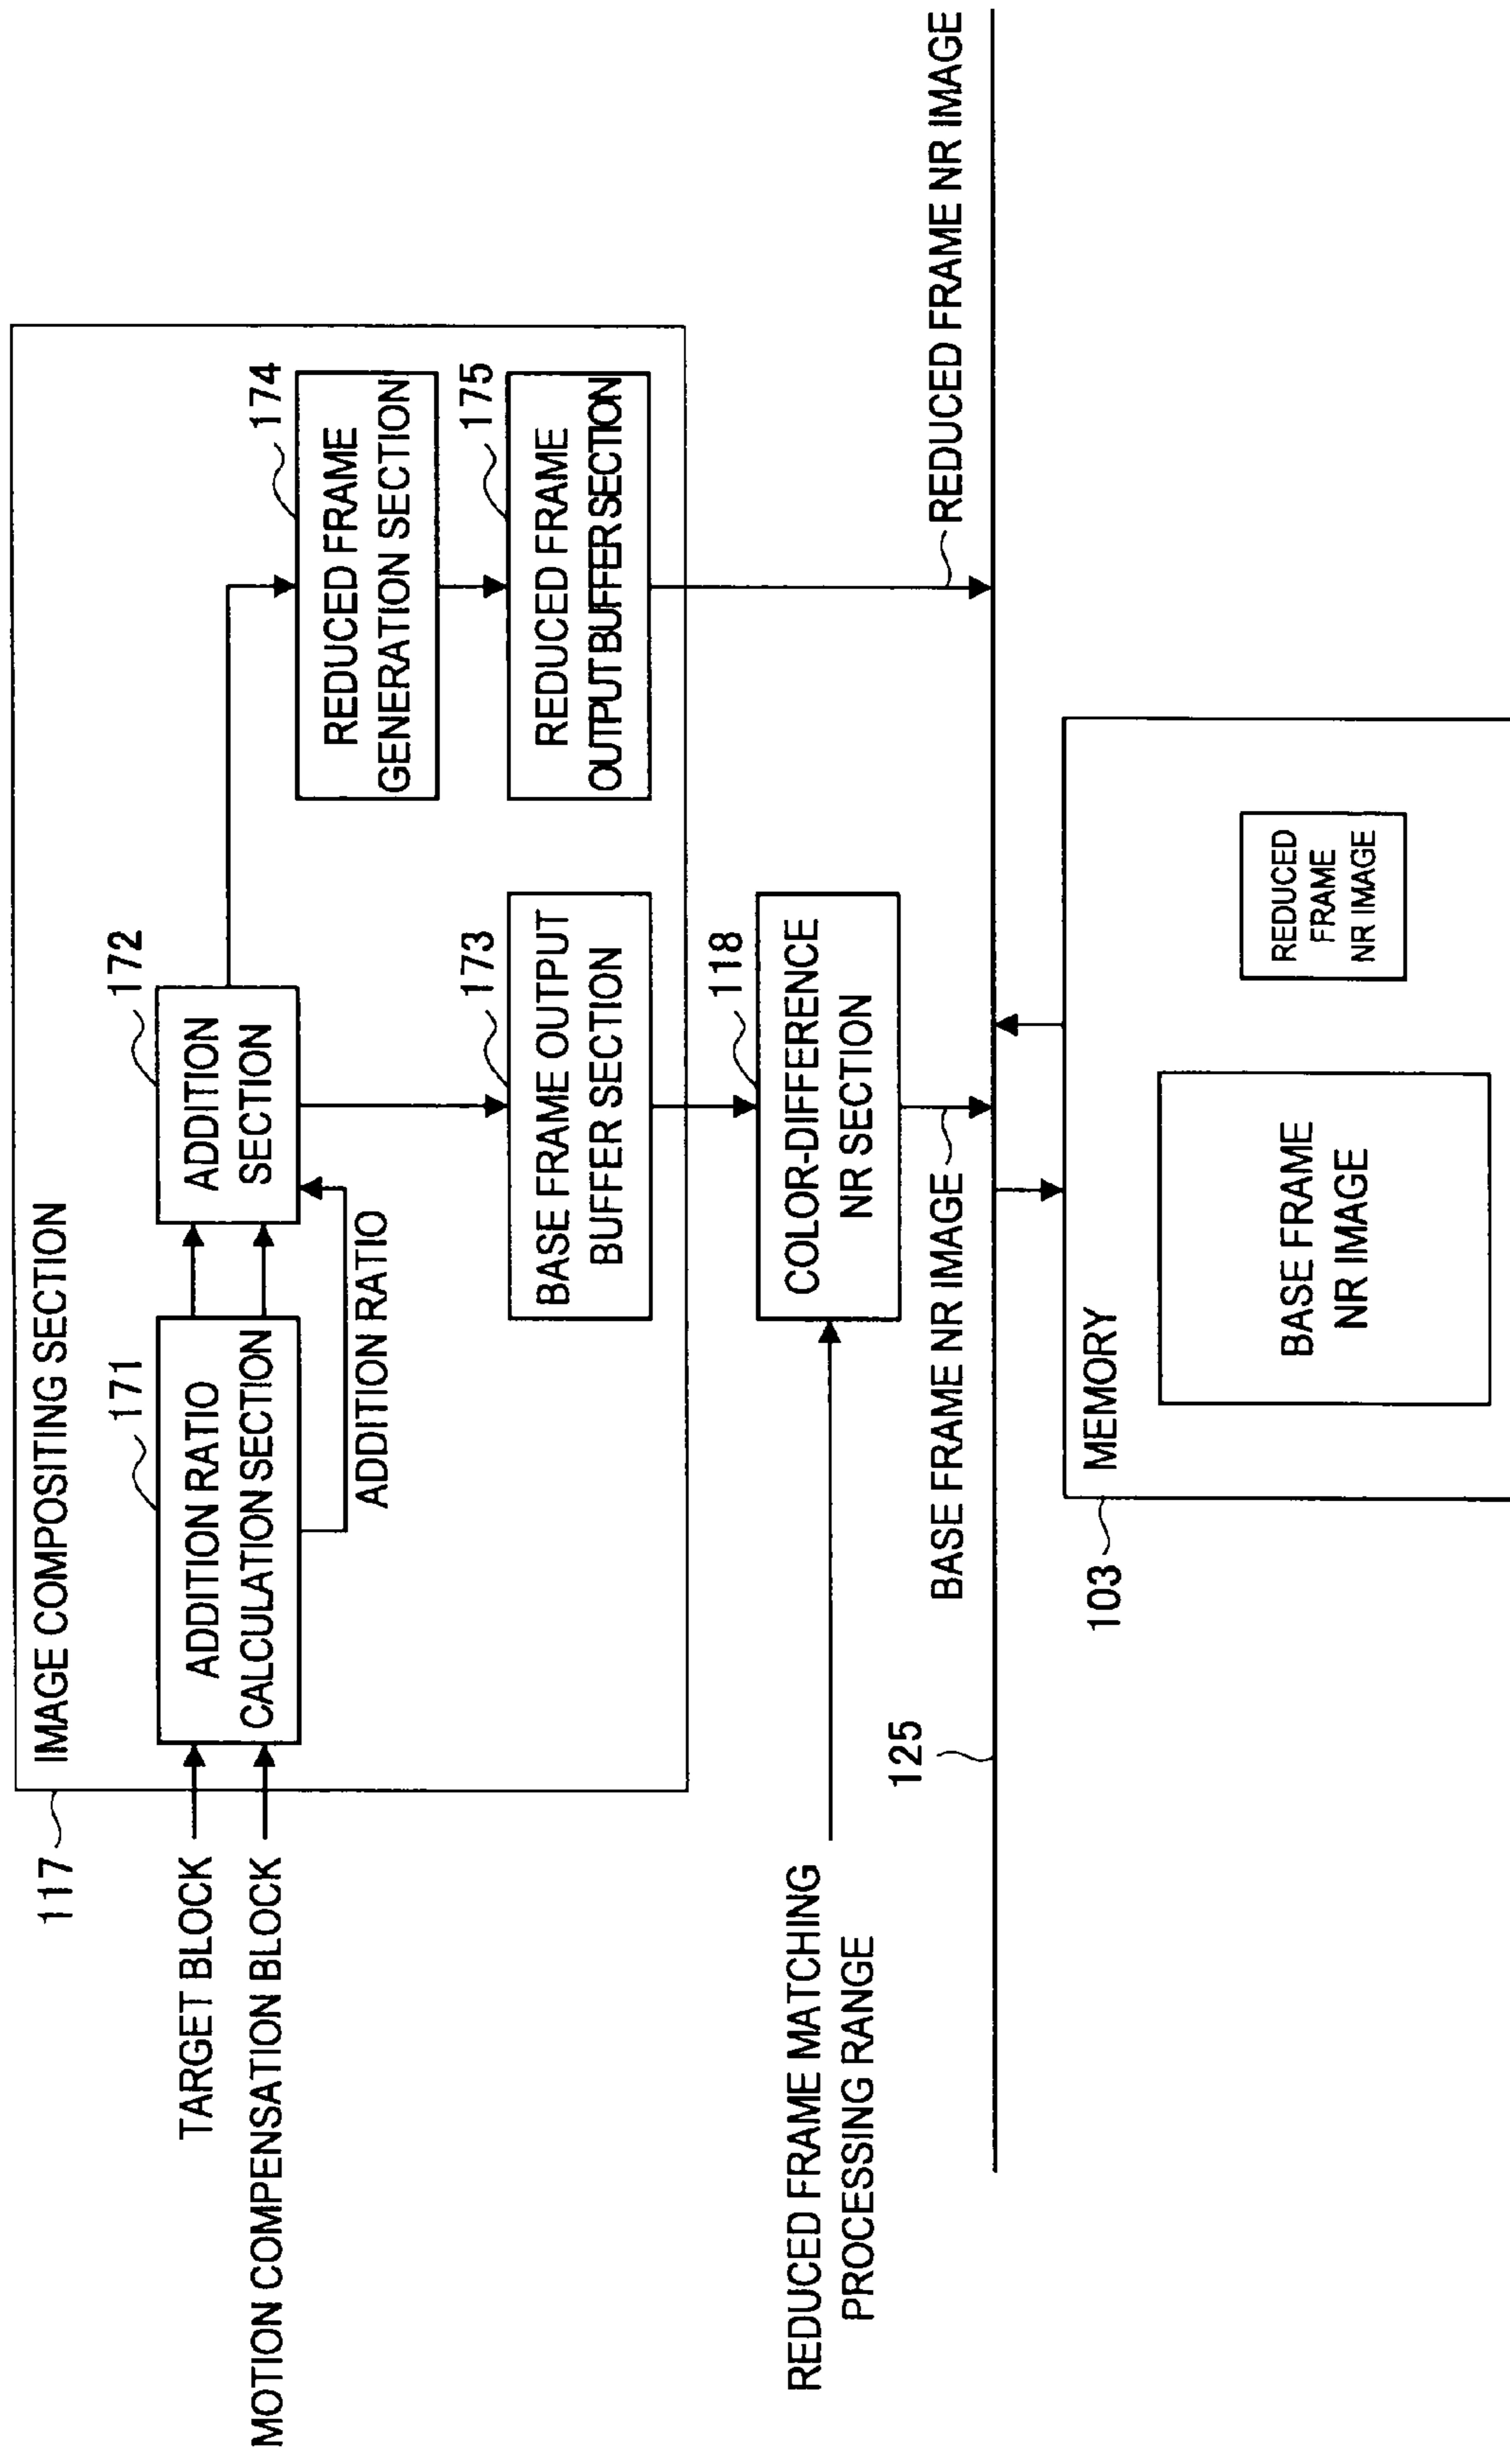 117
IMAGE COMPOSITING SECTION
TARGET BLOCK
MOTION COMPENSATION BLOCK
171
ADDITION RATIO
CALCULATION SECTION
ADDITION RATIO
172
ADDITION
SECTION
174
REDUCED FRAME
GENERATION SECTION
173
BASE FRAME OUTPUT
BUFFER SECTION
175
REDUCED FRAME
OUTPUT BUFFER SECTION
REDUCED FRAME MATCHING
PROCESSING RANGE
118
COLOR-DIFFERENCE
NR SECTION
125
BASE FRAME NR IMAGE
REDUCED FRAME NR IMAGE
103
MEMORY
BASE FRAME
NR IMAGE
REDUCED
FRAME
NR IMAGE